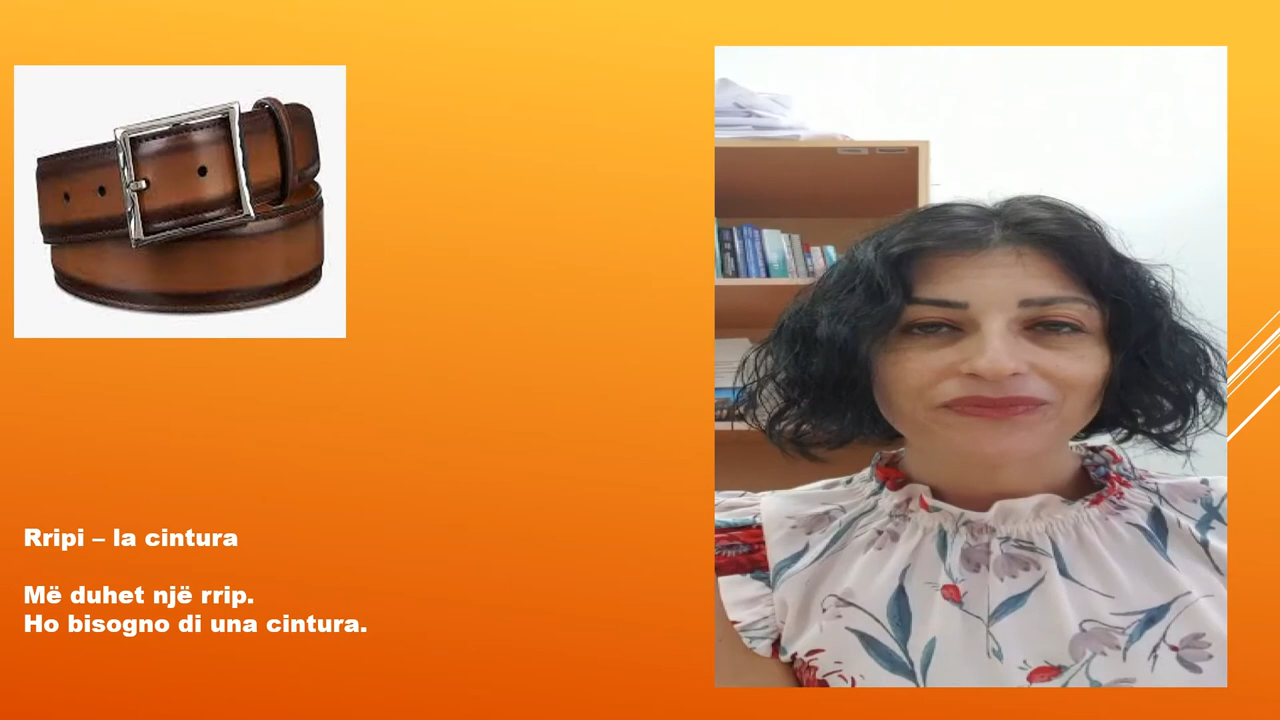 Rripi – la cintura
Më duhet një rrip.
Ho bisogno di una cintura.